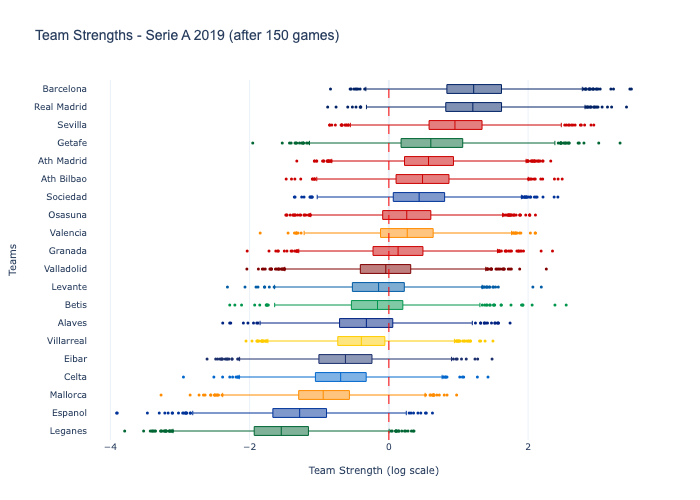 Team Strengths - Serie A 2019 (after 150 games)
Barcelona
Real Madrid
Sevilla
Getafe
Ath Madrid
Ath Bilbao
Sociedad
Osasuna
Valencia
Granada
Valladolid
Levante
Betis
Alaves
Villarreal
Eibar
Celta
Mallorca
Espanol
Leganes
Teams
−4
−2
0
2
Team Strength (log scale)